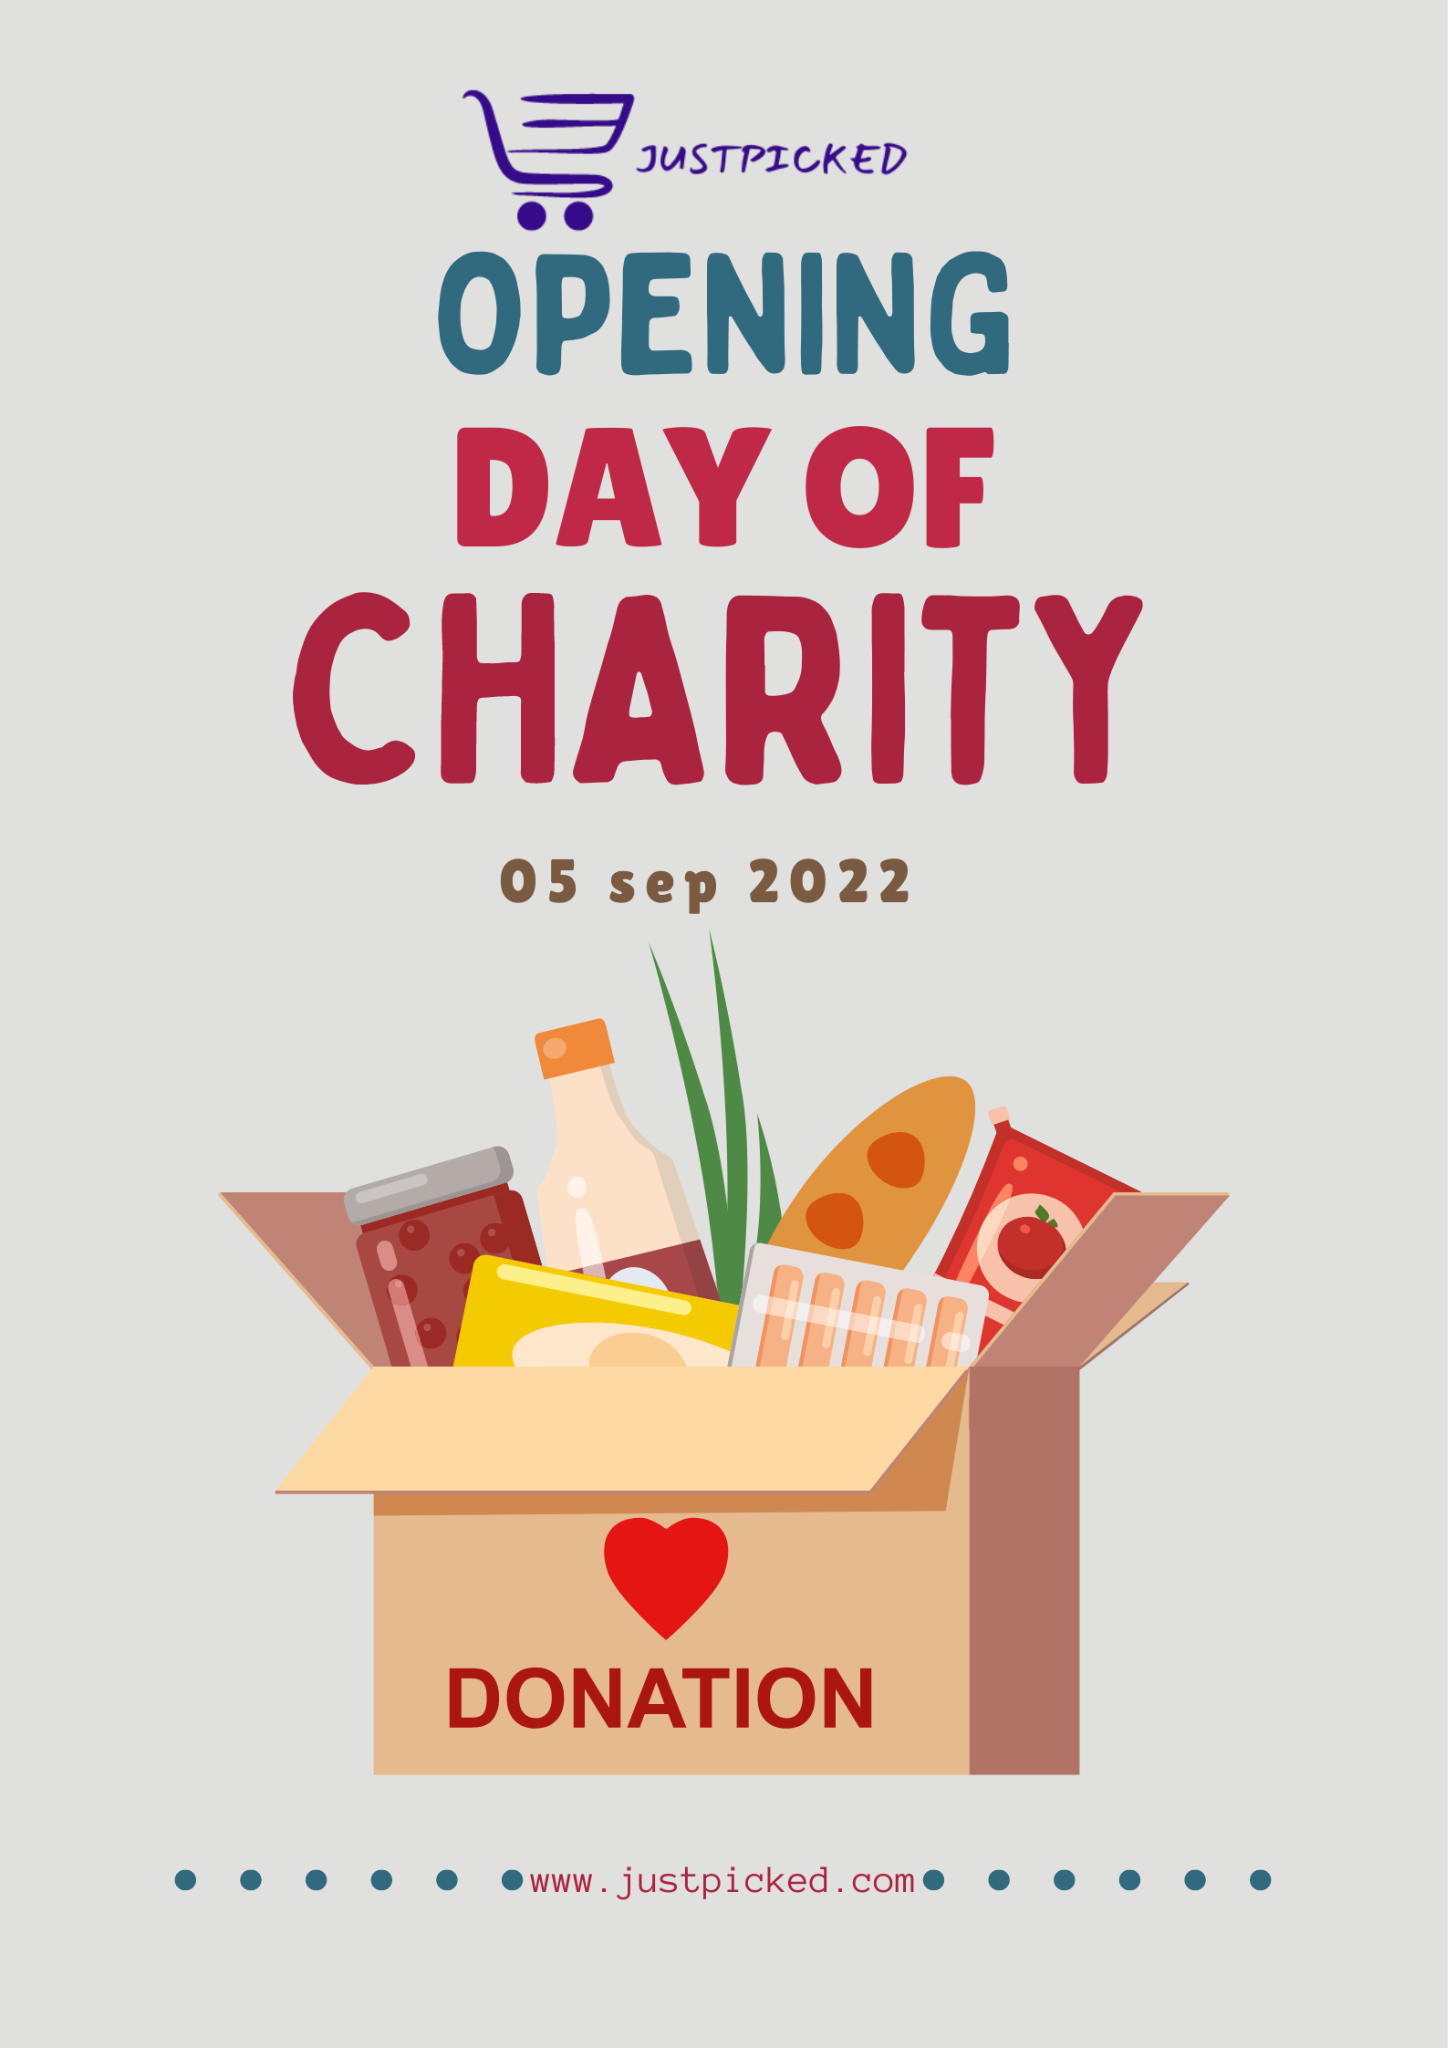 JUSTPICKED
OPENING
DAY OF
CHARITY
05 sep 2022
DONATION
www.justpicked.com